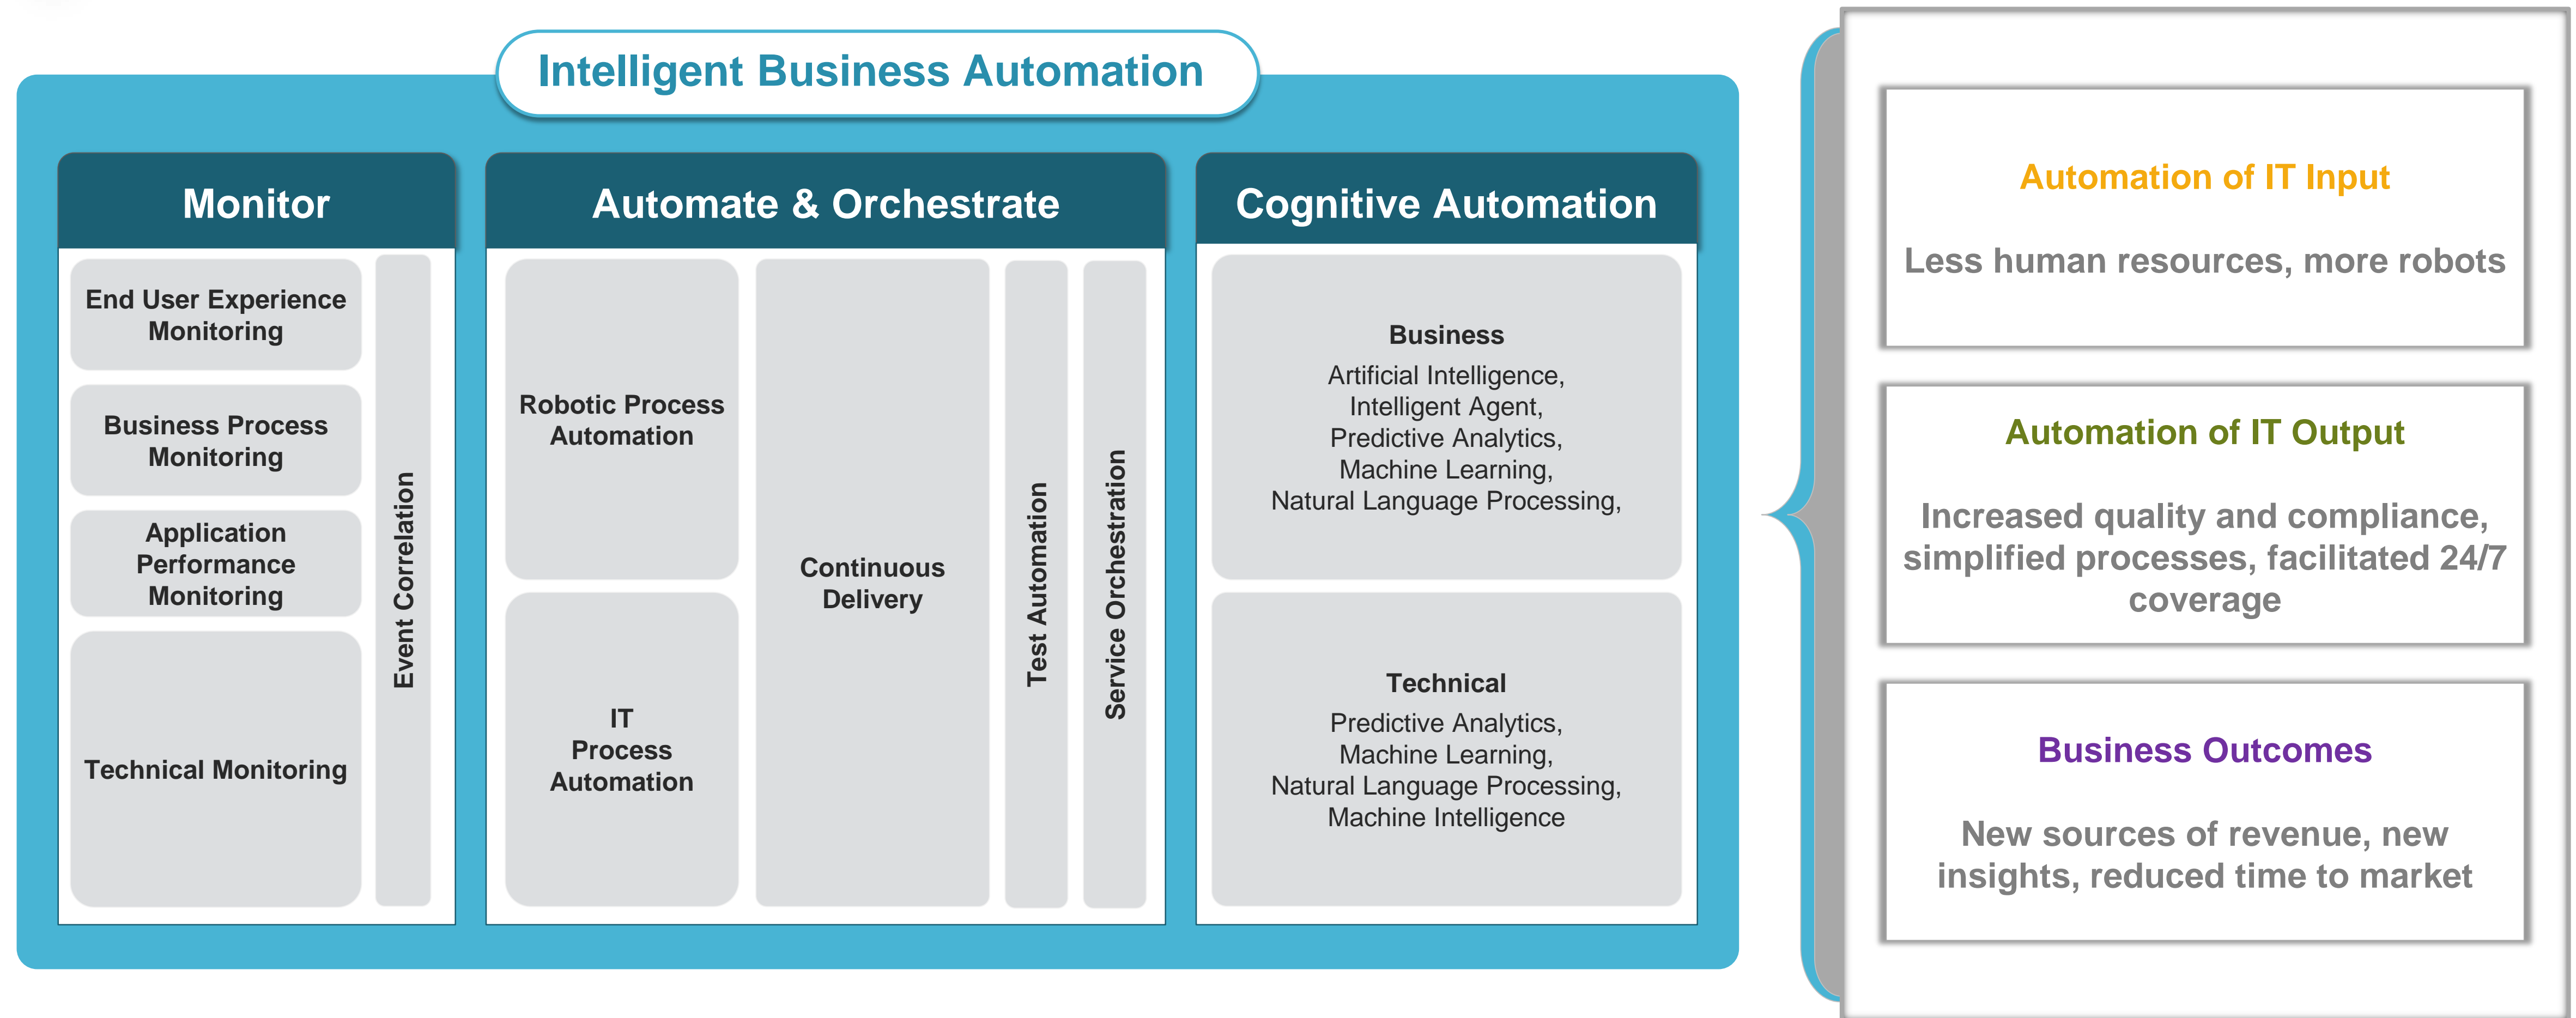 Intelligent Business Automation
Monitor
End User Experience
Monitoring
Business Process
Monitoring
Application
Performance
Monitoring
Technical Monitoring
Event Correlation
Automate & Orchestrate
Robotic Process
Automation
IT
Process
Automation
Continuous
Delivery
Test Automation
Service Orchestration
Cognitive Automation
Business
Artificial Intelligence,
Intelligent Agent,
Predictive Analytics,
Machine Learning,
Natural Language Processing,
Technical
Predictive Analytics,
Machine Learning,
Natural Language Processing,
Machine Intelligence
Automation of IT Input
Less human resources, more robots
Automation of IT Output
Increased quality and compliance,
simplified processes, facilitated 24/7
coverage
Business Outcomes
New sources of revenue, new
insights, reduced time to market